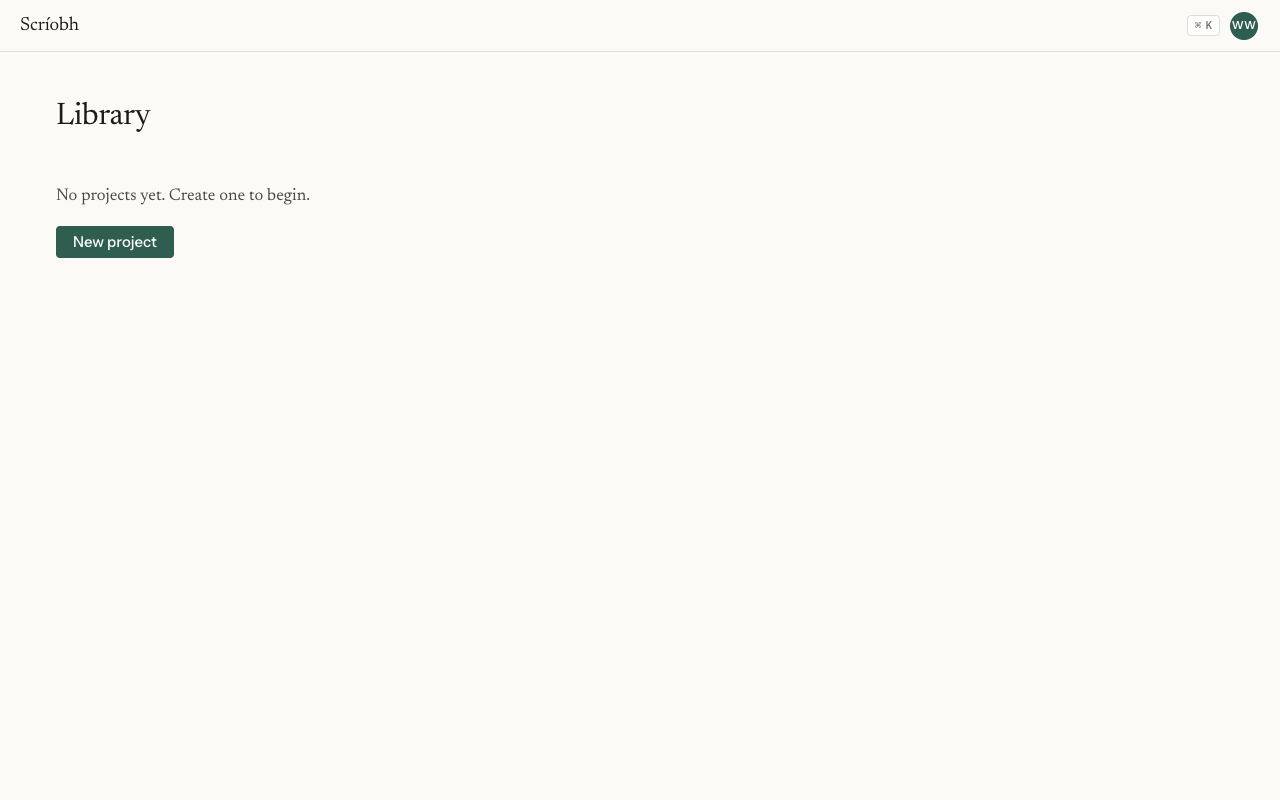 Scríobh
⌘ K
WW
Library
No projects yet. Create one to begin.
New project